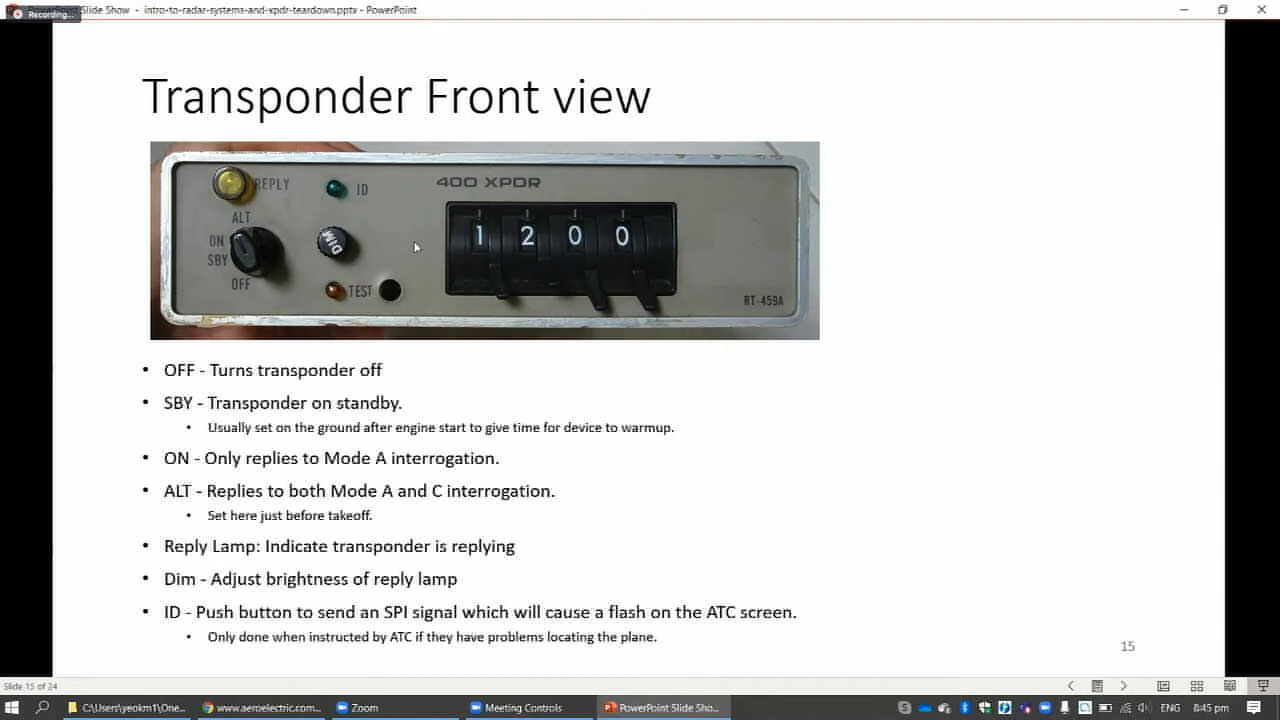 PowerPoint Slide Show - intro-to-radar-systems-and-xpdr-teardown.pptx - PowerPoint
Recording...
Transponder Front view
REPLY
ID
400 XPDR
ALT
ON
SBY
OFF
DIM
TEST
1 2 0 0
RT-459A
• OFF - Turns transponder off
• SBY - Transponder on standby.
• Usually set on the ground after engine start to give time for device to warmup.
• ON - Only replies to Mode A interrogation.
• ALT - Replies to both Mode A and C interrogation.
• Set here just before takeoff.
• Reply Lamp: Indicate transponder is replying
• Dim - Adjust brightness of reply lamp
• ID - Push button to send an SPI signal which will cause a flash on the ATC screen.
• Only done when instructed by ATC if they have problems locating the plane.
15
Slide 15 of 24
C:\Users\yeokm1\One...
www.aeroelectric.com...
Zoom
Meeting Controls
PowerPoint Slide Sho...
ENG
8:45 pm